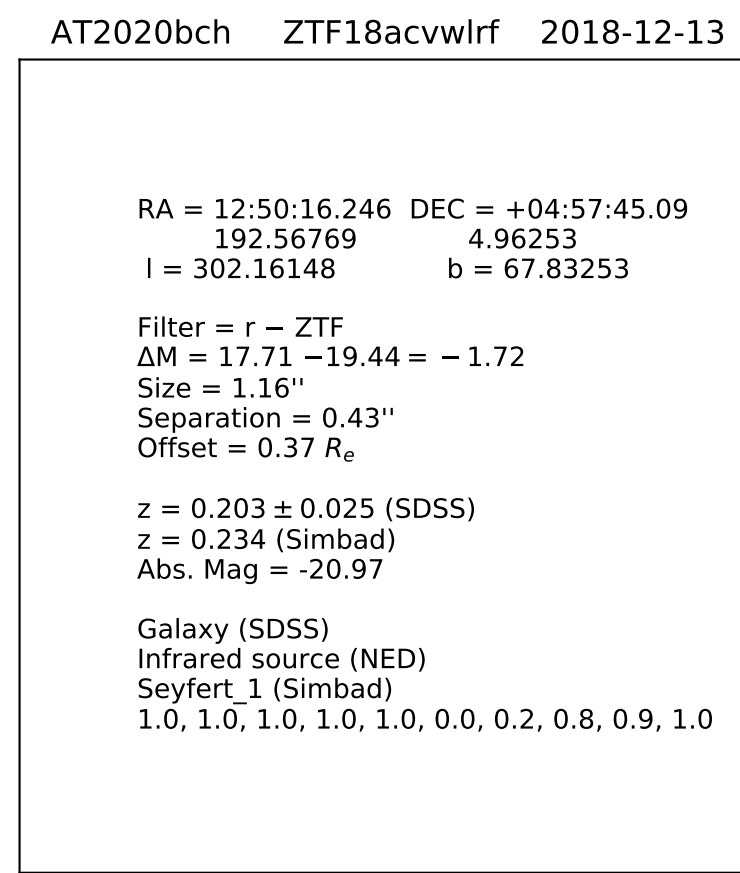 AT2020bch ZTF18acvwlrf 2018-12-13
RA = 12:50:16.246 DEC = +04:57:45.09
192.56769 4.96253
l = 302.16148 b = 67.83253
Filter = r − ZTF
ΔM = 17.71 −19.44 = − 1.72
Size = 1.16''
Separation = 0.43''
Offset = 0.37 Rₑ
z = 0.203 ± 0.025 (SDSS)
z = 0.234 (Simbad)
Abs. Mag = -20.97
Galaxy (SDSS)
Infrared source (NED)
Seyfert_1 (Simbad)
1.0, 1.0, 1.0, 1.0, 1.0, 0.0, 0.2, 0.8, 0.9, 1.0